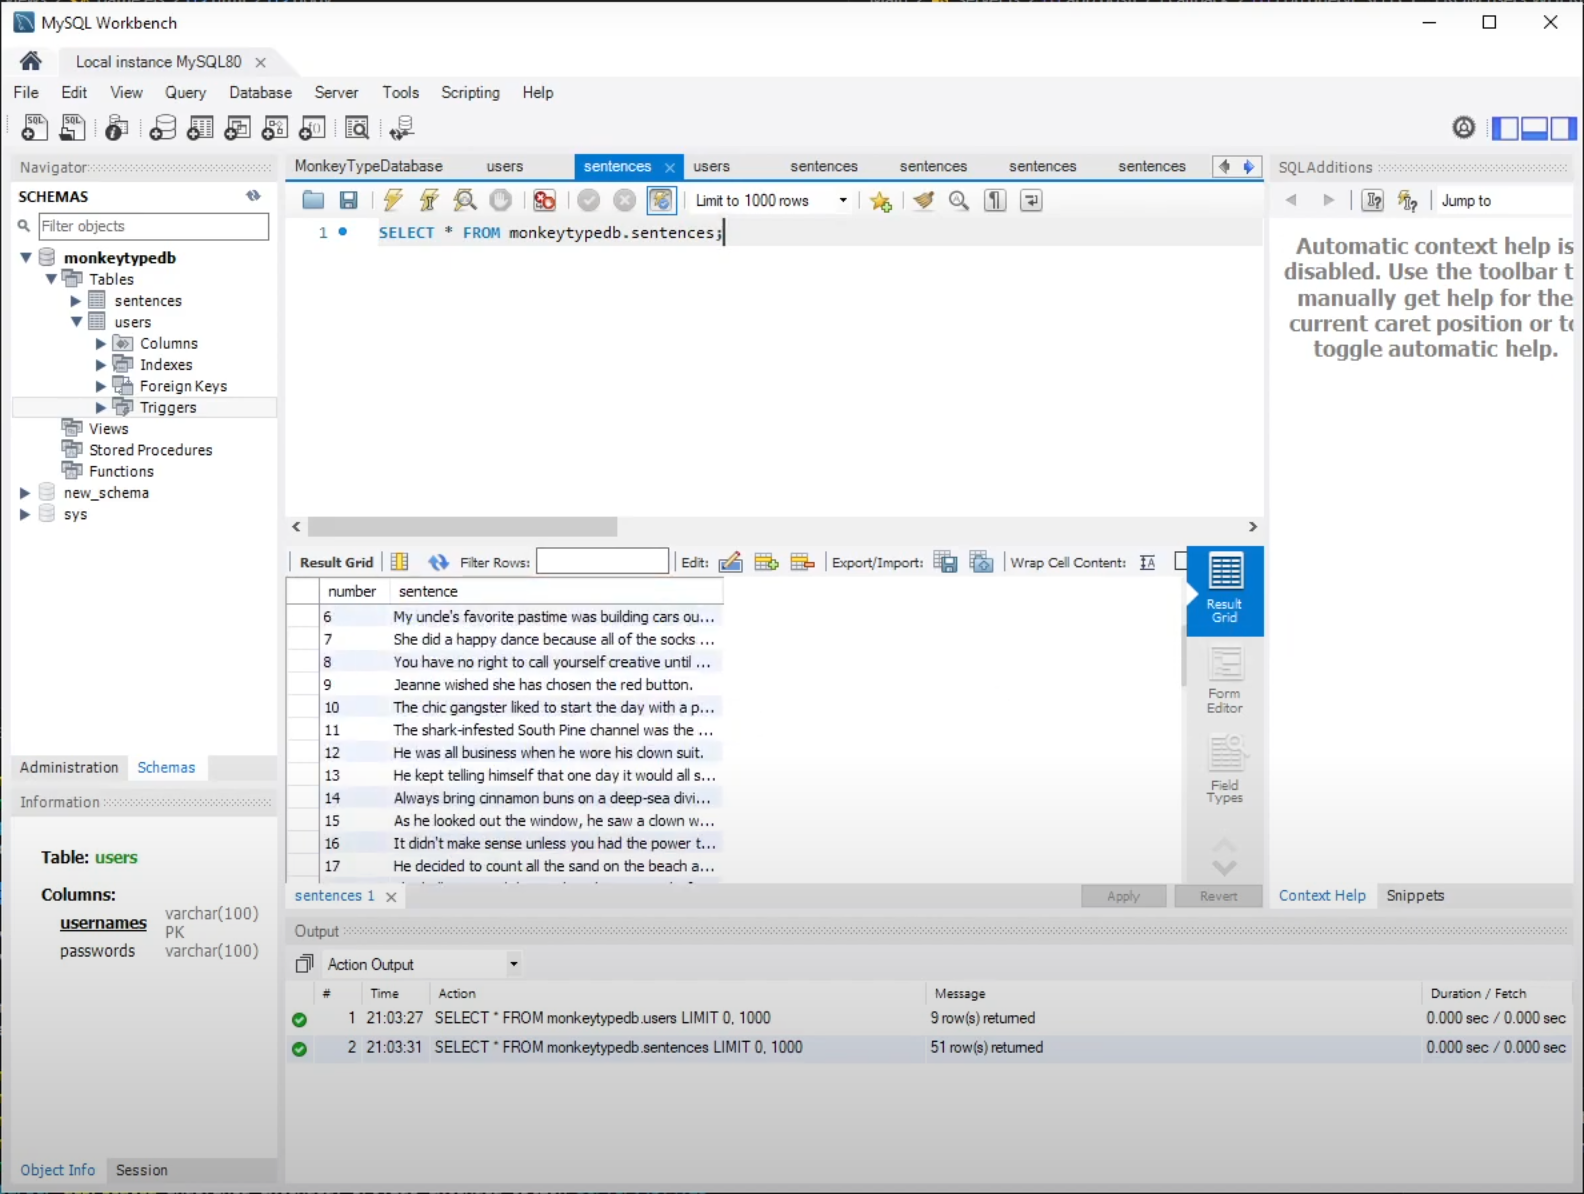 MySQL Workbench
Local instance MySQL80
File Edit View Query Database Server Tools Scripting Help
Navigator
SCHEMAS
Filter objects
monkeytypedb
Tables
sentences
users
Columns
Indexes
Foreign Keys
Triggers
Views
Stored Procedures
Functions
new_schema
sys
Administration Schemas
Information
Table: users
Columns:
usernames varchar(100) PK
passwords varchar(100)
Object Info Session
MonkeyTypeDatabase users sentences users sentences sentences sentences sentences
Limit to 1000 rows
1 SELECT * FROM monkeytypedb.sentences;
Result Grid Filter Rows: Edit: Export/Import: Wrap Cell Content:
number sentence
6 My uncle's favorite pastime was building cars ou...
7 She did a happy dance because all of the socks ...
8 You have no right to call yourself creative until ...
9 Jeanne wished she has chosen the red button.
10 The chic gangster liked to start the day with a p...
11 The shark-infested South Pine channel was the ...
12 He was all business when he wore his clown suit.
13 He kept telling himself that one day it would all s...
14 Always bring cinnamon buns on a deep-sea divi...
15 As he looked out the window, he saw a clown w...
16 It didn't make sense unless you had the power t...
17 He decided to count all the sand on the beach a...
Result Grid
Form Editor
Field Types
sentences 1
Apply Revert
SQLAdditions
Jump to
Automatic context help is
disabled. Use the toolbar t
manually get help for the
current caret position or to
toggle automatic help.
Context Help Snippets
Output
Action Output
# Time Action Message Duration / Fetch
1 21:03:27 SELECT * FROM monkeytypedb.users LIMIT 0, 1000 9 row(s) returned 0.000 sec / 0.000 sec
2 21:03:31 SELECT * FROM monkeytypedb.sentences LIMIT 0, 1000 51 row(s) returned 0.000 sec / 0.000 sec